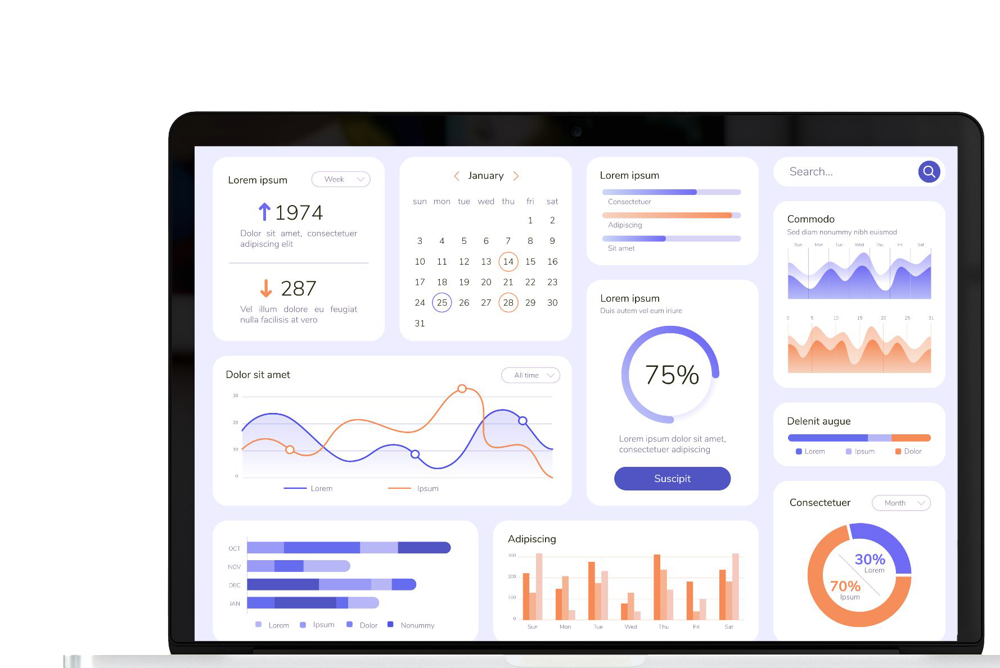 Lorem ipsum
Week
1974
Dolor sit amet, consectetuer
adipiscing elit
287
Vel illum dolore eu feugiat
nulla facilisis at vero
January
sun mon tue wed thu fri sat
1 2
3 4 5 6 7 8 9
10 11 12 13 14 15 16
17 18 19 20 21 22 23
24 25 26 27 28 29 30
31
Lorem ipsum
Consectetuer
Adipiscing
Sit amet
Search...
Commodo
Sed diam nonummy nibh euismod
Sun Mon Tue Wed Thu Fri Sat
0 5 10 15 20 25 31
Lorem ipsum
Duis autem vel eum iriure
75%
Lorem ipsum dolor sit amet,
consectetuer adipiscing
Suscipit
Dolor sit amet
All time
30
20
10
0
Lorem Ipsum
Delenit augue
Lorem Ipsum Dolor
Consectetuer
Month
30%
Lorem
70%
Ipsum
OCT
NOV
DEC
JAN
Lorem Ipsum Dolor Nonummy
Adipiscing
300
200
100
0
Sun Mon Tue Wed Thu Fri Sat